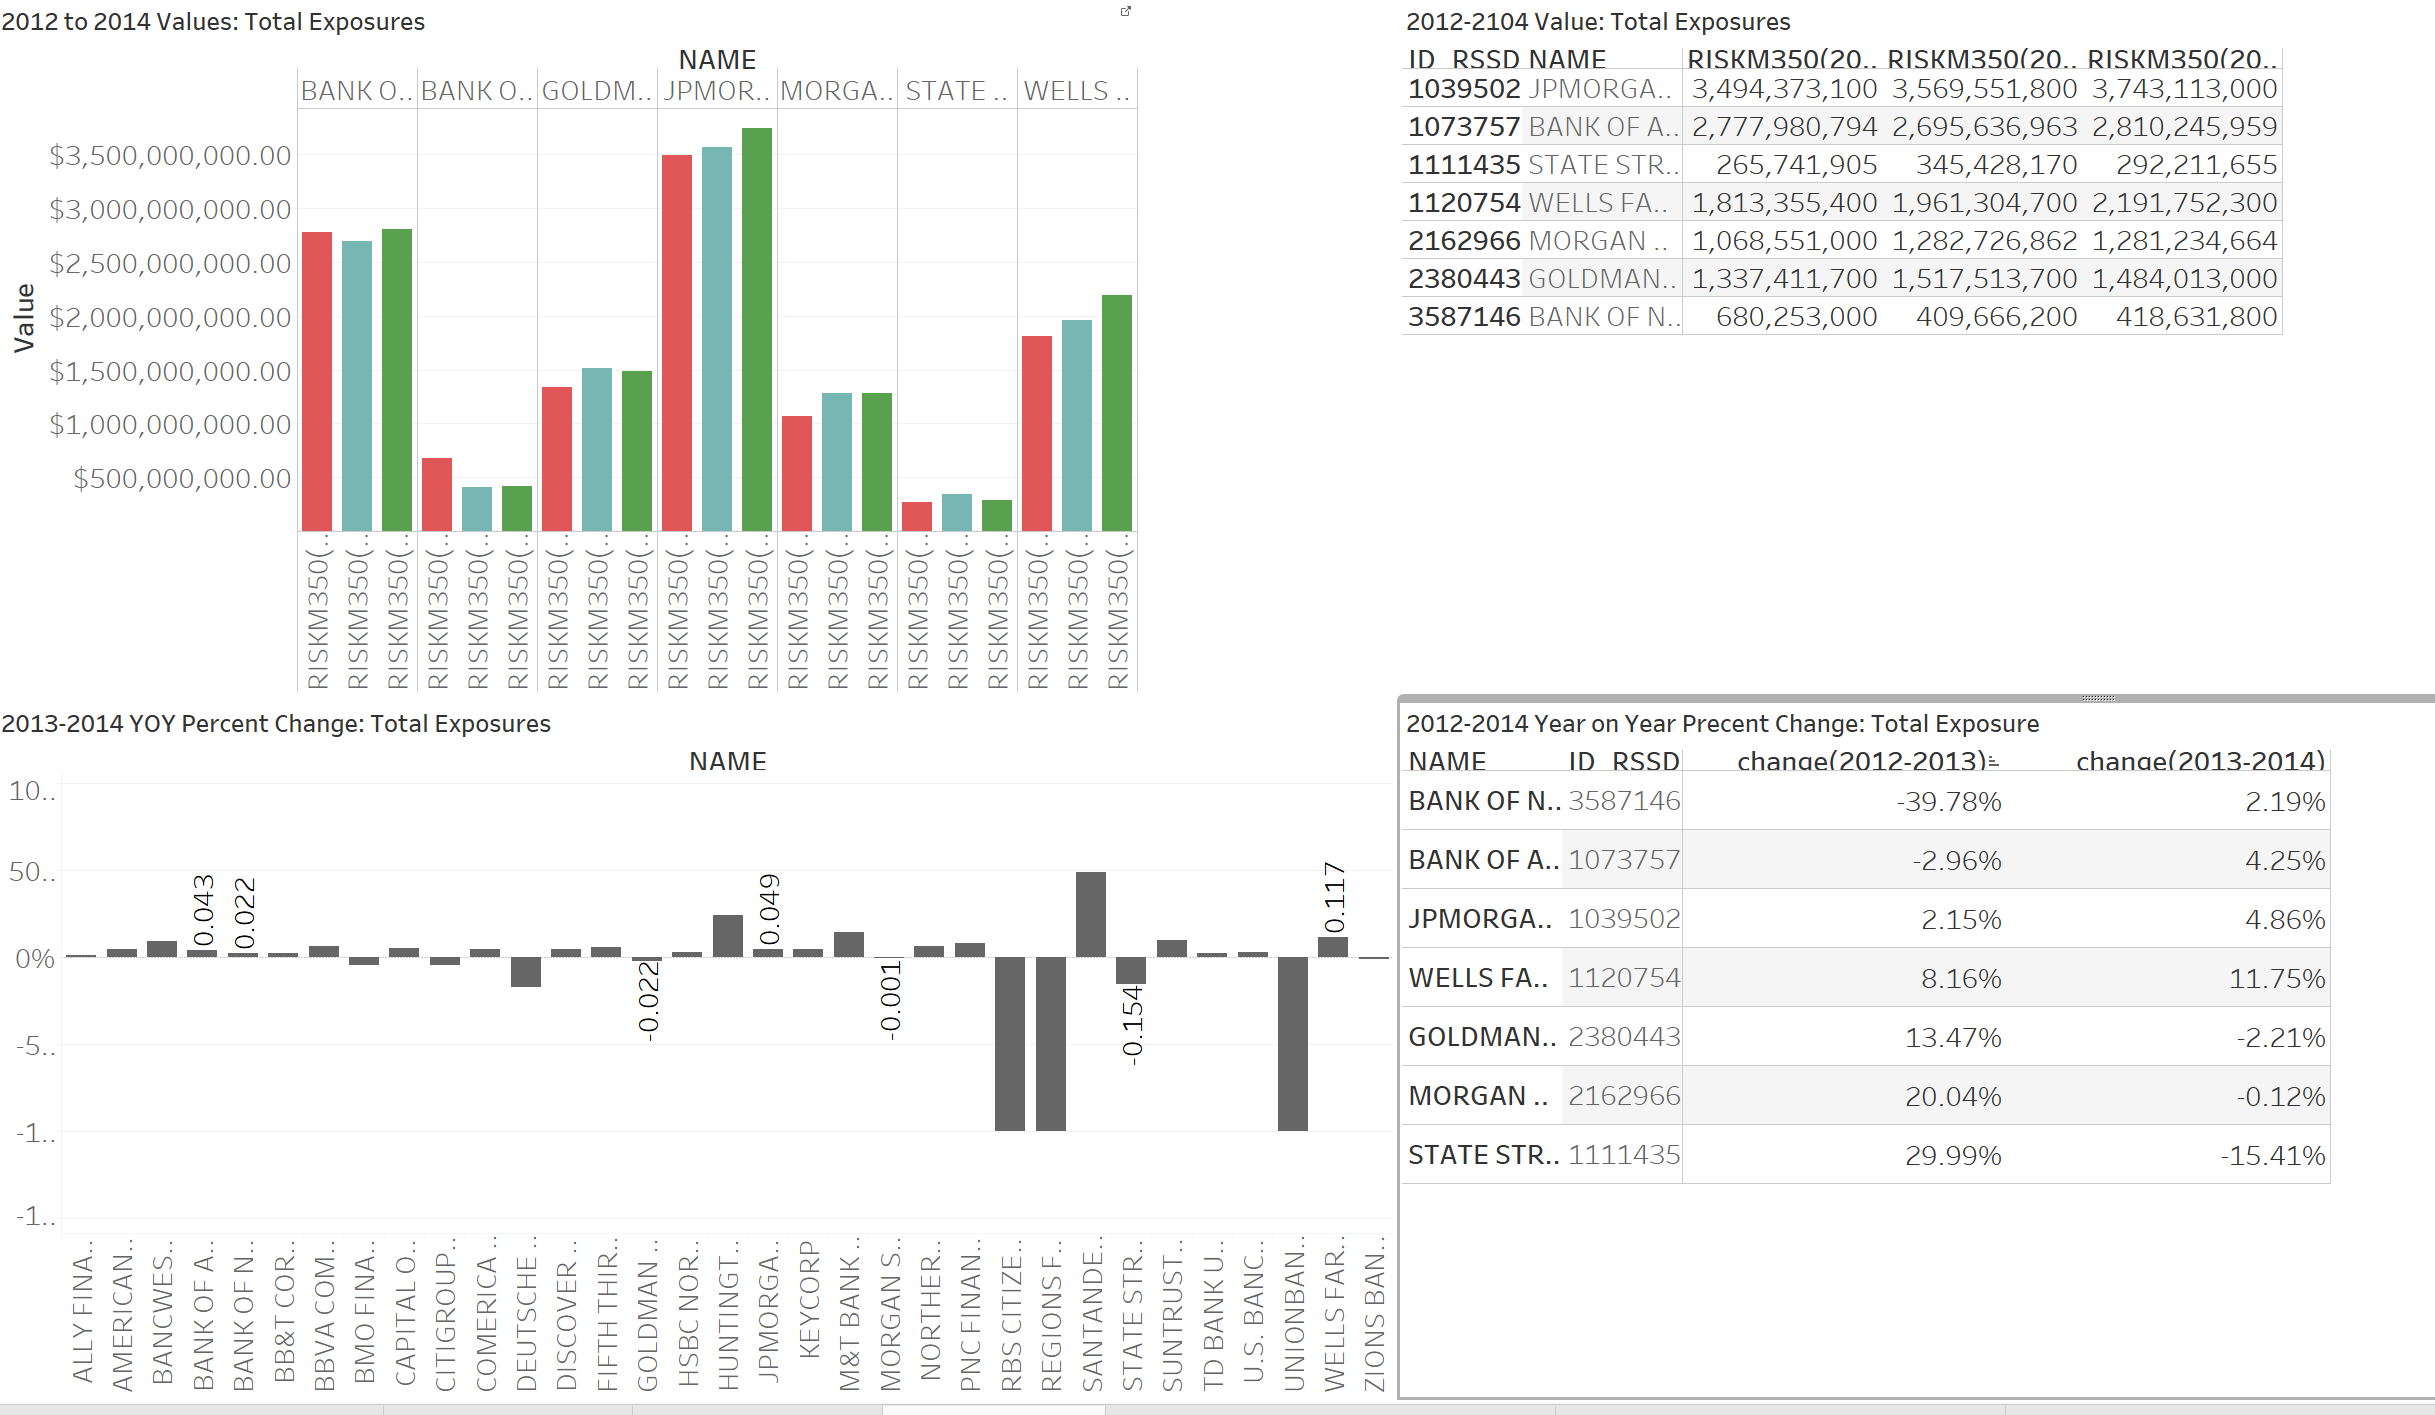 2012 to 2014 Values: Total Exposures
NAME
BANK O.. BANK O.. GOLDM.. JPMOR.. MORGA.. STATE .. WELLS ..
Value
$3,500,000,000.00
$3,000,000,000.00
$2,500,000,000.00
$2,000,000,000.00
$1,500,000,000.00
$1,000,000,000.00
$500,000,000.00
RISKM350(.. RISKM350(.. RISKM350(.. RISKM350(.. RISKM350(.. RISKM350(.. RISKM350(.. RISKM350(.. RISKM350(.. RISKM350(.. RISKM350(.. RISKM350(.. RISKM350(.. RISKM350(.. RISKM350(.. RISKM350(.. RISKM350(.. RISKM350(.. RISKM350(.. RISKM350(.. RISKM350(..
2012-2104 Value: Total Exposures
ID_RSSD NAME RISKM350(20.. RISKM350(20.. RISKM350(20..
1039502 JPMORGA.. 3,494,373,100 3,569,551,800 3,743,113,000
1073757 BANK OF A.. 2,777,980,794 2,695,636,963 2,810,245,959
1111435 STATE STR.. 265,741,905 345,428,170 292,211,655
1120754 WELLS FA.. 1,813,355,400 1,961,304,700 2,191,752,300
2162966 MORGAN .. 1,068,551,000 1,282,726,862 1,281,234,664
2380443 GOLDMAN.. 1,337,411,700 1,517,513,700 1,484,013,000
3587146 BANK OF N.. 680,253,000 409,666,200 418,631,800
2013-2014 YOY Percent Change: Total Exposures
NAME
10..
50..
0%
-5..
-1..
-1..
0.043 0.022 -0.022 0.049 -0.001 -0.154 0.117
ALLY FINA.. AMERICAN.. BANCWES.. BANK OF A.. BANK OF N.. BB&T COR.. BBVA COM.. BMO FINA.. CAPITAL O.. CITIGROUP.. COMERICA .. DEUTSCHE .. DISCOVER .. FIFTH THIR.. GOLDMAN .. HSBC NOR.. HUNTINGT.. JPMORGA.. KEYCORP M&T BANK .. MORGAN S.. NORTHER.. PNC FINAN.. RBS CITIZE.. REGIONS F.. SANTANDE.. STATE STR.. SUNTRUST.. TD BANK U.. U.S. BANC.. UNIONBAN.. WELLS FAR.. ZIONS BAN..
2012-2014 Year on Year Precent Change: Total Exposure
NAME ID_RSSD change(2012-2013) change(2013-2014)
BANK OF N.. 3587146 -39.78% 2.19%
BANK OF A.. 1073757 -2.96% 4.25%
JPMORGA.. 1039502 2.15% 4.86%
WELLS FA.. 1120754 8.16% 11.75%
GOLDMAN.. 2380443 13.47% -2.21%
MORGAN .. 2162966 20.04% -0.12%
STATE STR.. 1111435 29.99% -15.41%